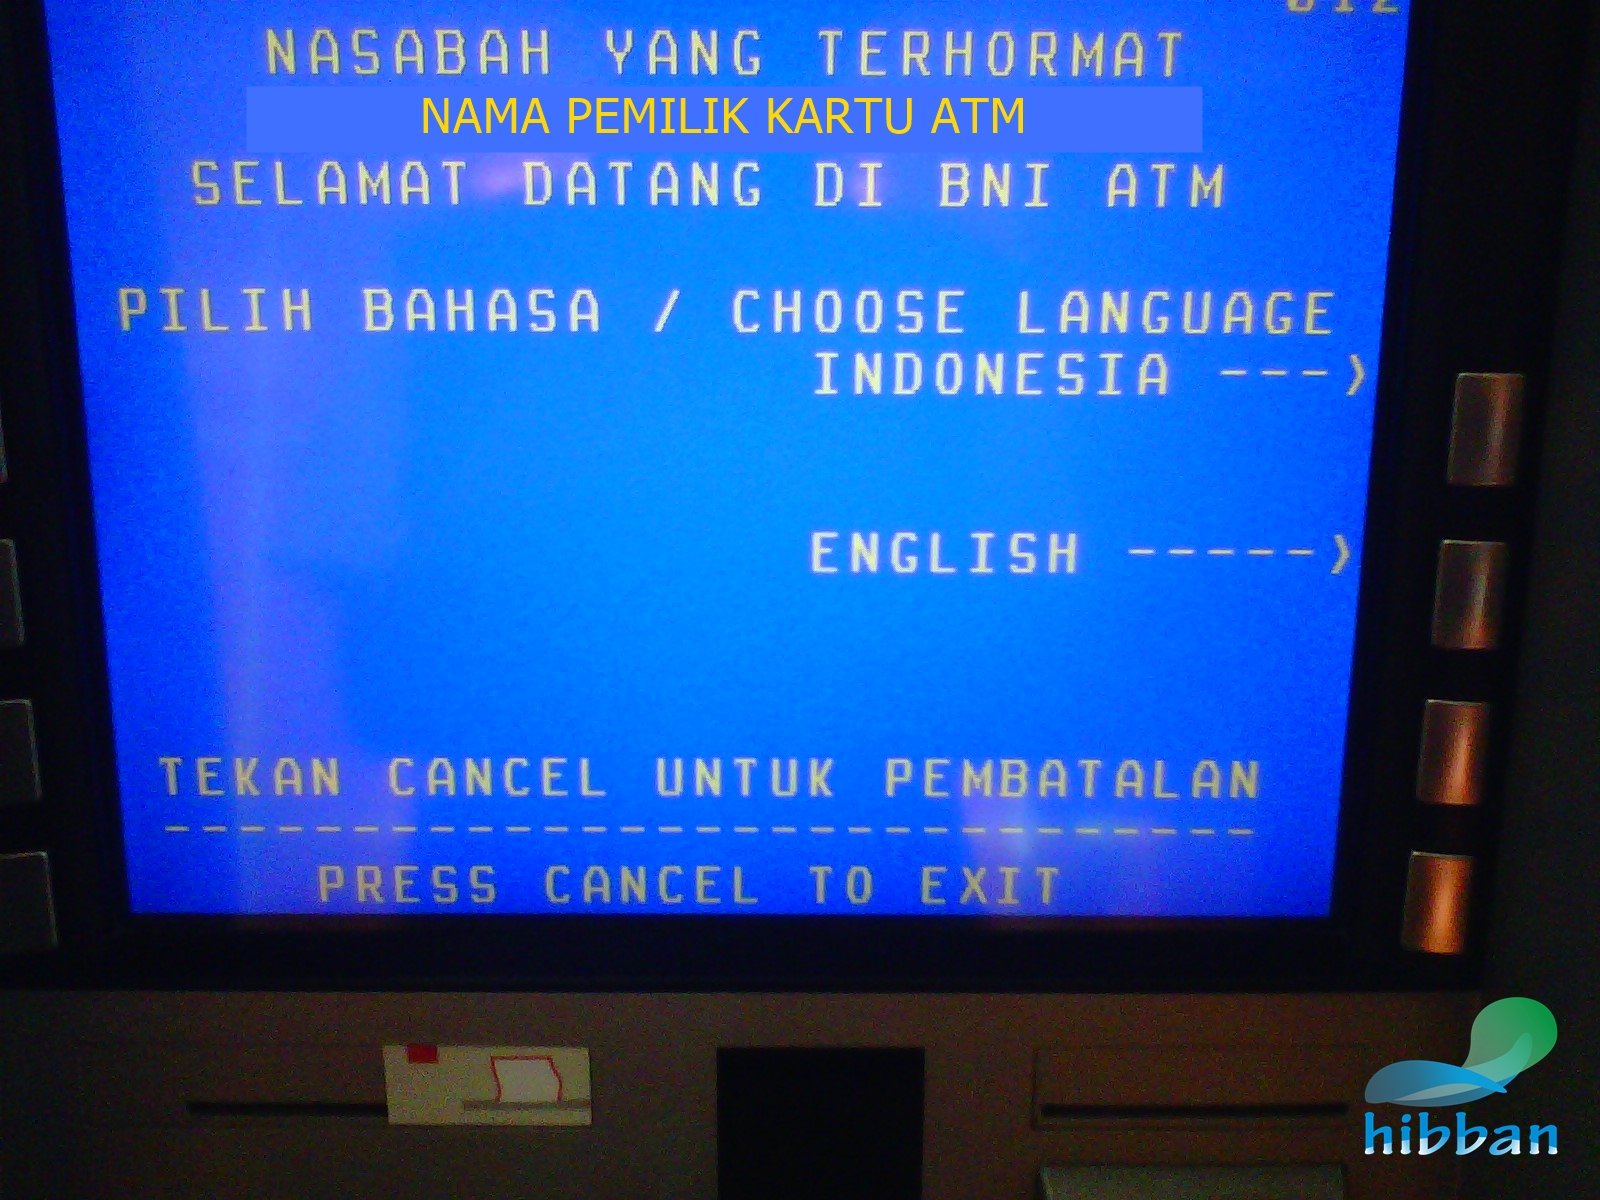 NASABAH YANG TERHORMAT
NAMA PEMILIK KARTU ATM
SELAMAT DATANG DI BNI ATM
PILIH BAHASA / CHOOSE LANGUAGE
INDONESIA --->
ENGLISH ----->
TEKAN CANCEL UNTUK PEMBATALAN
--------------------------------
PRESS CANCEL TO EXIT
hibban